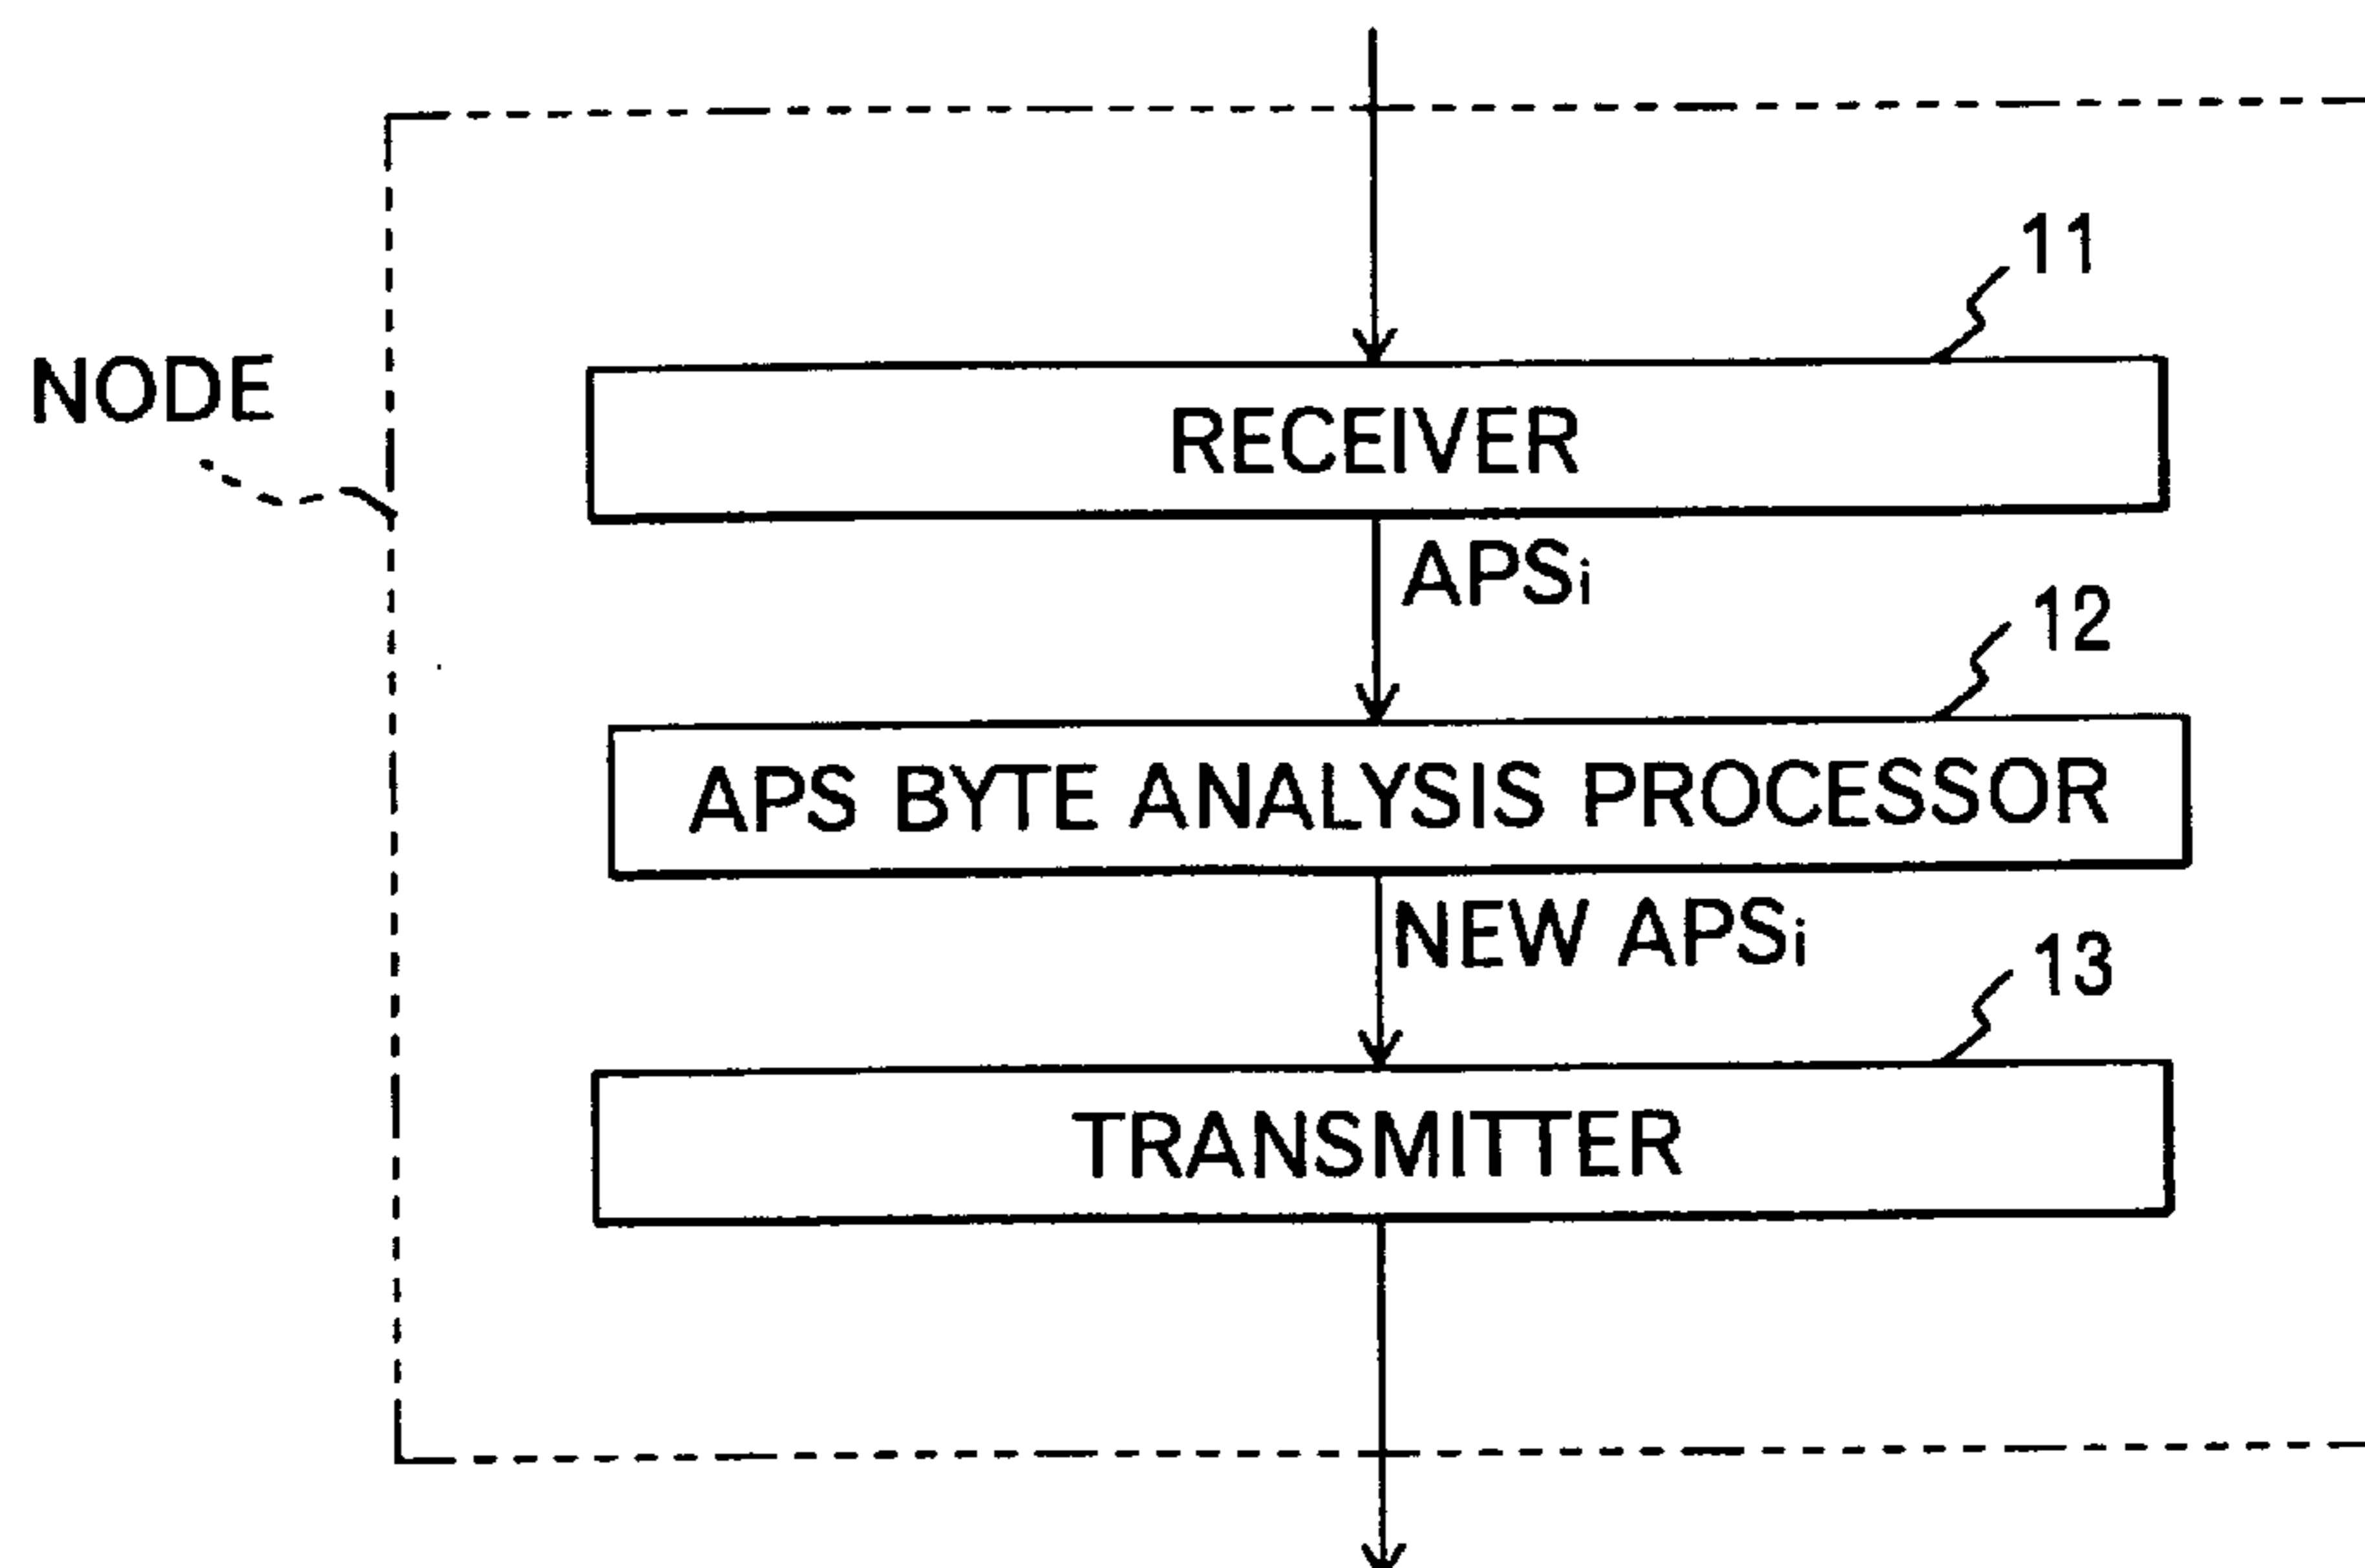 11
NODE
RECEIVER
APSi
12
APS BYTE ANALYSIS PROCESSOR
NEW APSi
13
TRANSMITTER